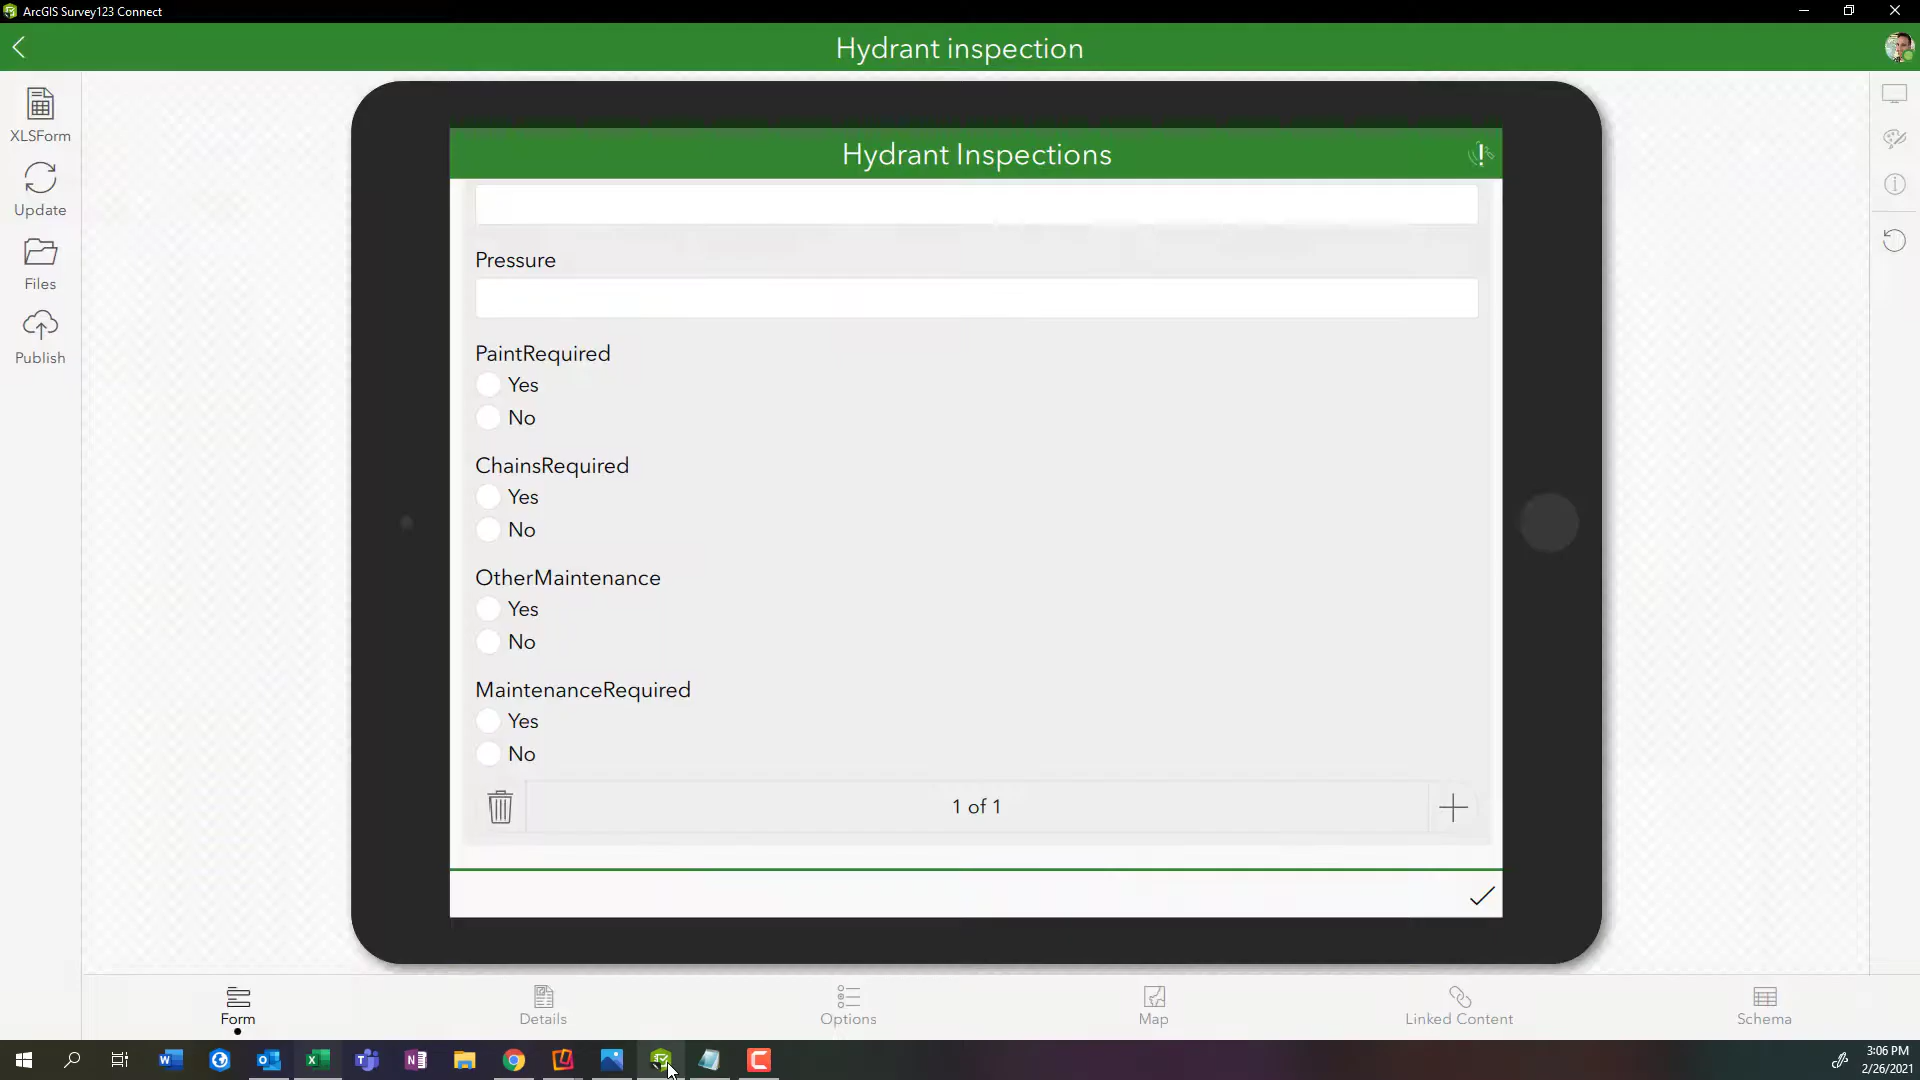 ArcGIS Survey123 Connect
Hydrant inspection
XLSForm
Update
Files
Publish
Hydrant Inspections
Pressure
PaintRequired
Yes
No
ChainsRequired
Yes
No
OtherMaintenance
Yes
No
MaintenanceRequired
Yes
No
1 of 1
Form
Details
Options
Map
Linked Content
Schema
3:06 PM
2/26/2021